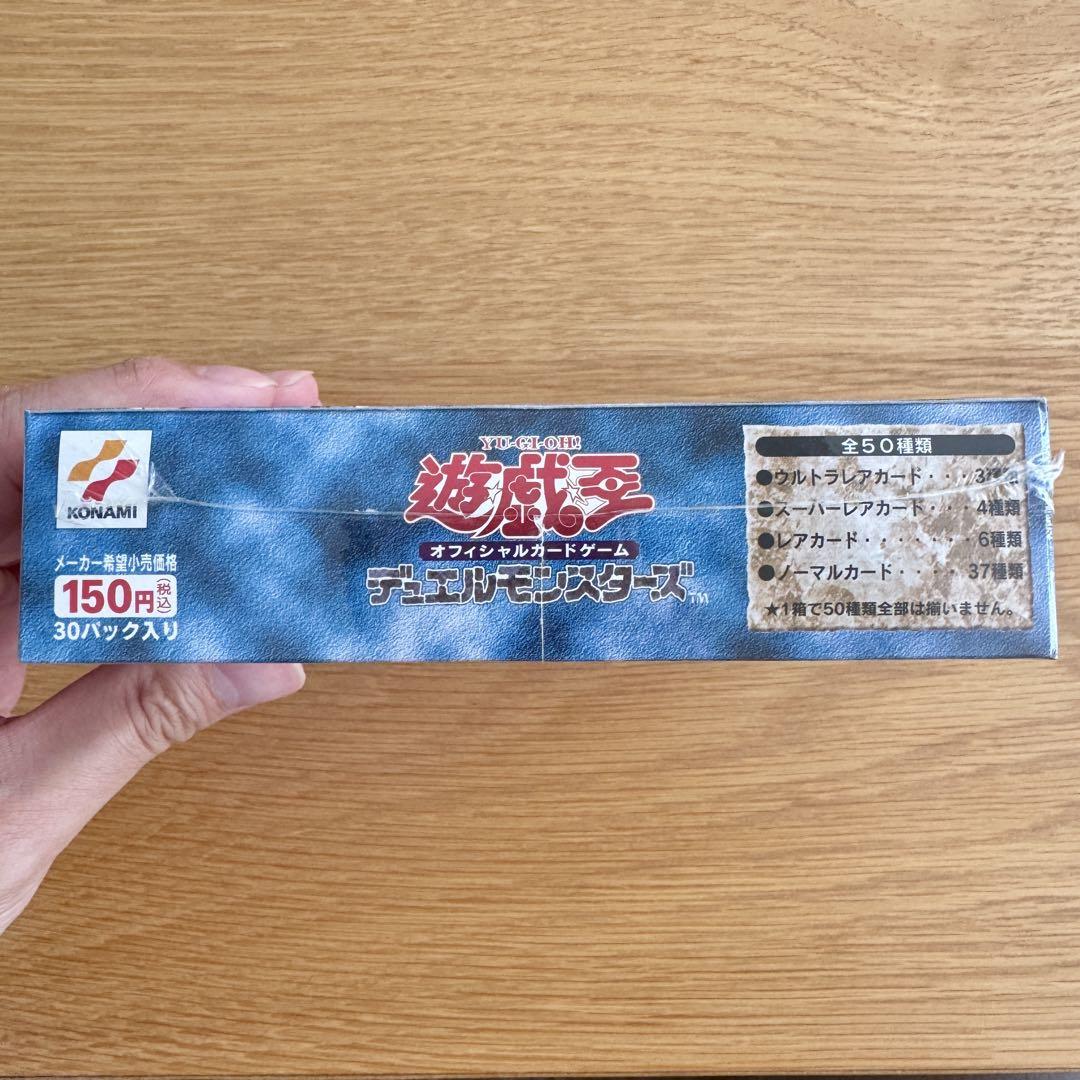 KONAMI
メーカー希望小売価格
150円(税込)
30パック入り
YU-GI-OH!
遊戯王
オフィシャルカードゲーム
デュエルモンスターズ™
全50種類
●ウルトラレアカード・・・3種類
●スーパーレアカード・・・4種類
●レアカード・・・・・・6種類
●ノーマルカード・・・・37種類
★1箱で50種類全部は揃いません。